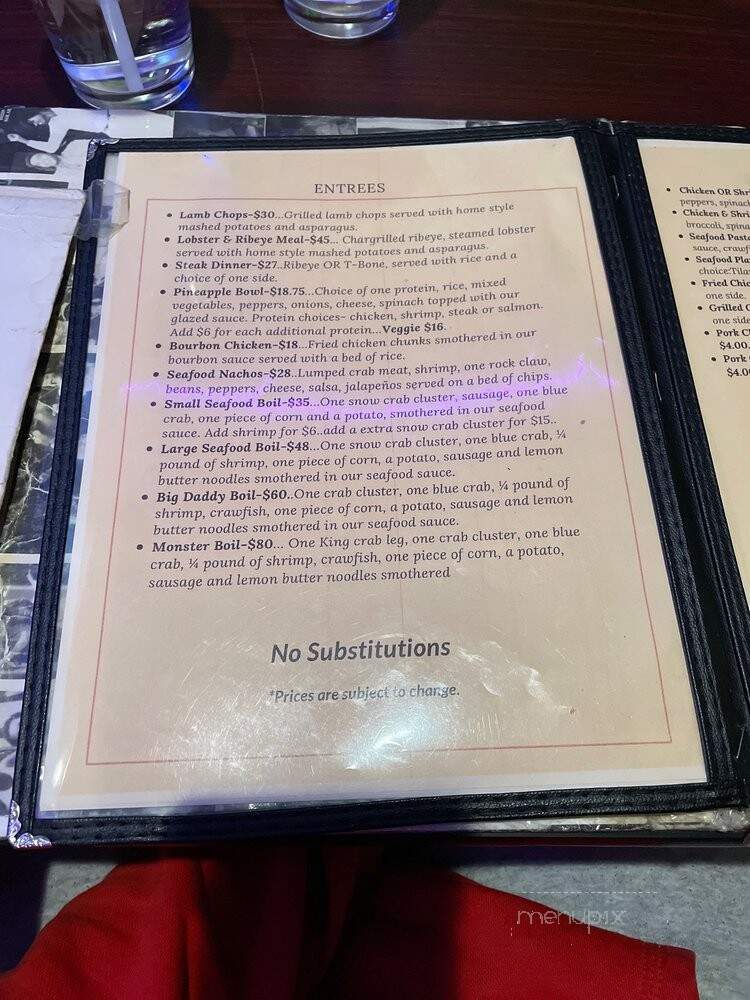 ENTREES
• Lamb Chops-$30...Grilled lamb chops served with home style
mashed potatoes and asparagus.
• Lobster & Ribeye Meal-$45... Chargrilled ribeye, steamed lobster
served with home style mashed potatoes and asparagus.
• Steak Dinner-$27..Ribeye OR T-Bone, served with rice and a
choice of one side.
• Pineapple Bowl-$18.75...Choice of one protein, rice, mixed
vegetables, peppers, onions, cheese, spinach topped with our
glazed sauce. Protein choices- chicken, shrimp, steak or salmon.
Add $6 for each additional protein...Veggie $16.
• Bourbon Chicken-$18...Fried chicken chunks smothered in our
bourbon sauce served with a bed of rice.
• Seafood Nachos-$28..Lumped crab meat, shrimp, one rock claw,
beans, peppers, cheese, salsa, jalapeños served on a bed of chips.
• Small Seafood Boil-$35...One snow crab cluster, sausage, one blue
crab, one piece of corn and a potato, smothered in our seafood
sauce. Add shrimp for $6..add a extra snow crab cluster for $15..
• Large Seafood Boil-$48...One snow crab cluster, one blue crab, ¼
pound of shrimp, one piece of corn, a potato, sausage and lemon
butter noodles smothered in our seafood sauce.
• Big Daddy Boil-$60..One crab cluster, one blue crab, ¼ pound of
shrimp, crawfish, one piece of corn, a potato, sausage and lemon
butter noodles smothered in our seafood sauce.
• Monster Boil-$80... One King crab leg, one crab cluster, one blue
crab, ¼ pound of shrimp, crawfish, one piece of corn, a potato,
sausage and lemon butter noodles smothered
No Substitutions
*Prices are subject to change.
• Chicken OR Shr
peppers, spinac
• Chicken & Shri
broccoli, spina
• Seafood Pasta
sauce, crawf
• Seafood Pla
choice:Tila
• Fried Chic
one side.
• Grilled C
one side
• Pork C
$4.00.
• Pork
$4.0
menupix